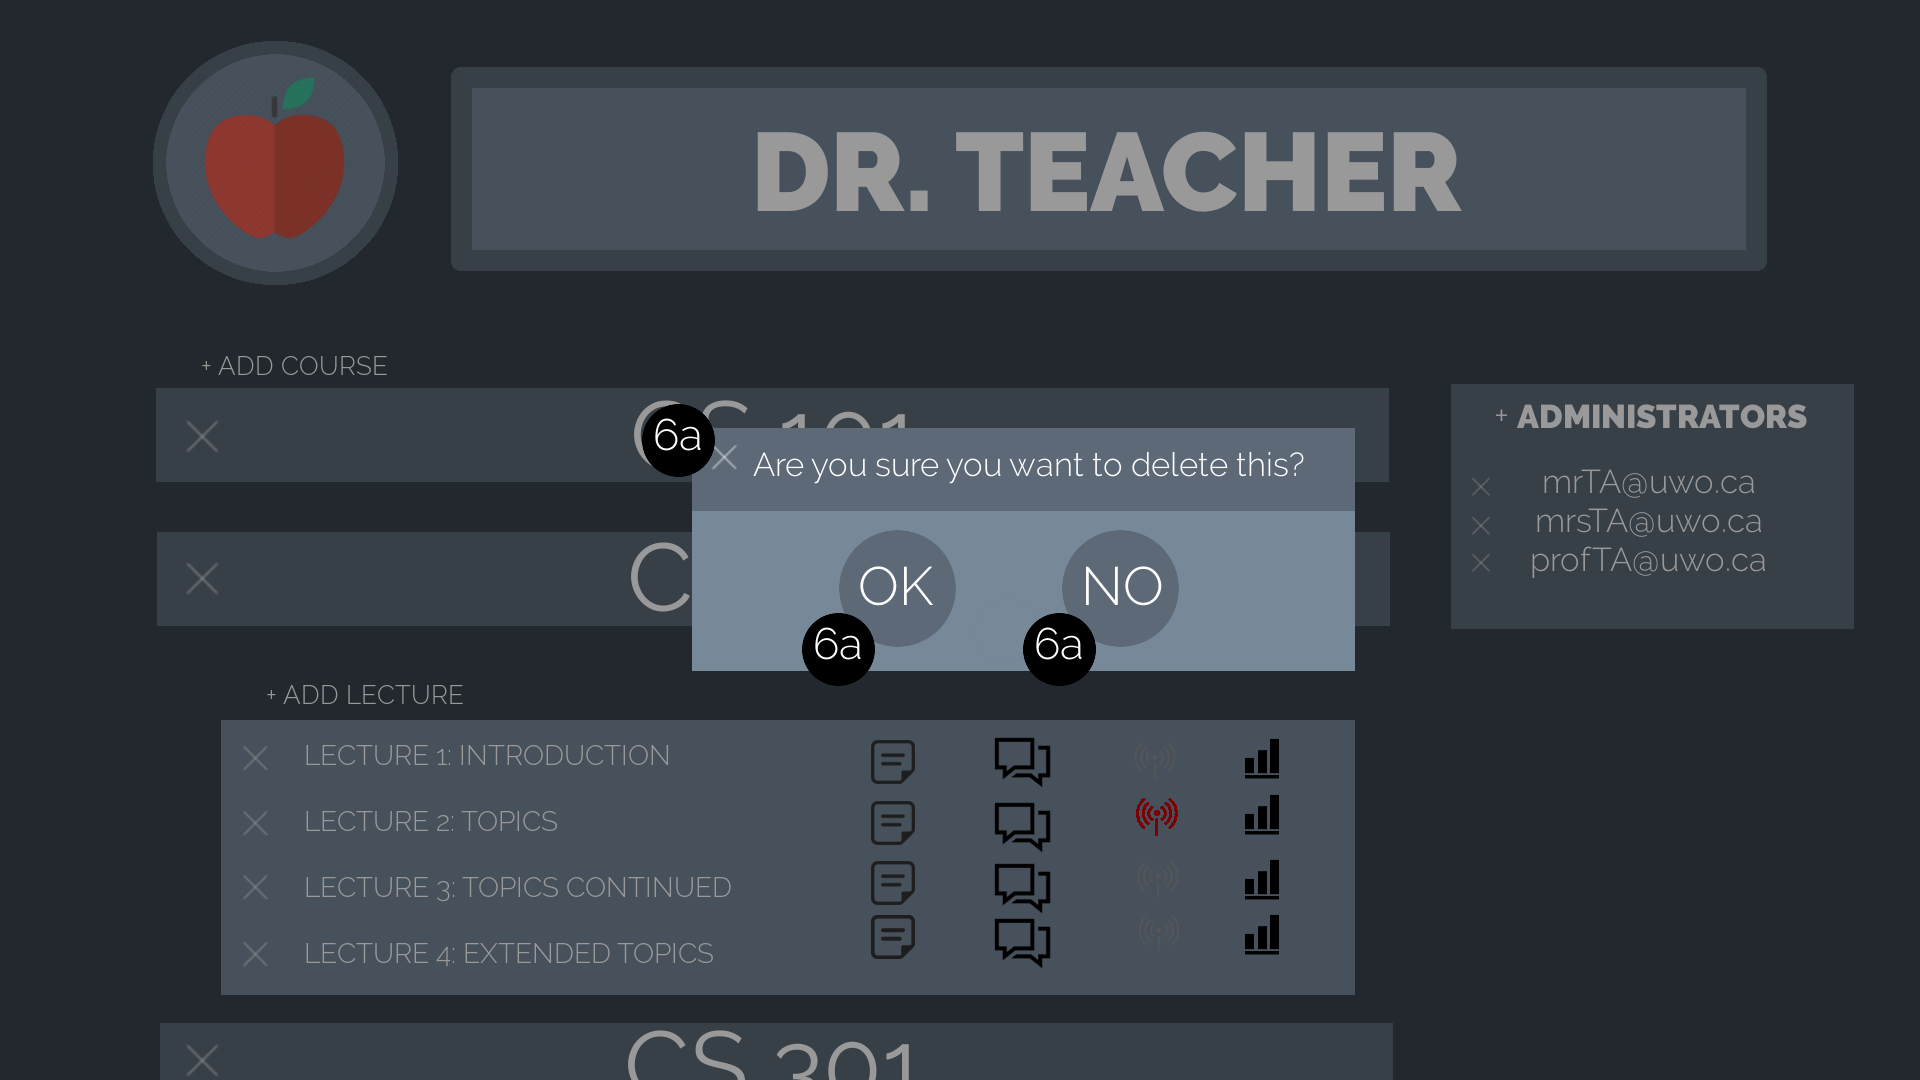 DR. TEACHER
+ ADD COURSE
CS 101
+ ADMINISTRATORS
6a
Are you sure you want to delete this?
mrTA@uwo.ca
mrsTA@uwo.ca
profTA@uwo.ca
C
OK
NO
6a
6a
+ ADD LECTURE
LECTURE 1: INTRODUCTION
LECTURE 2: TOPICS
LECTURE 3: TOPICS CONTINUED
LECTURE 4: EXTENDED TOPICS
CS 301